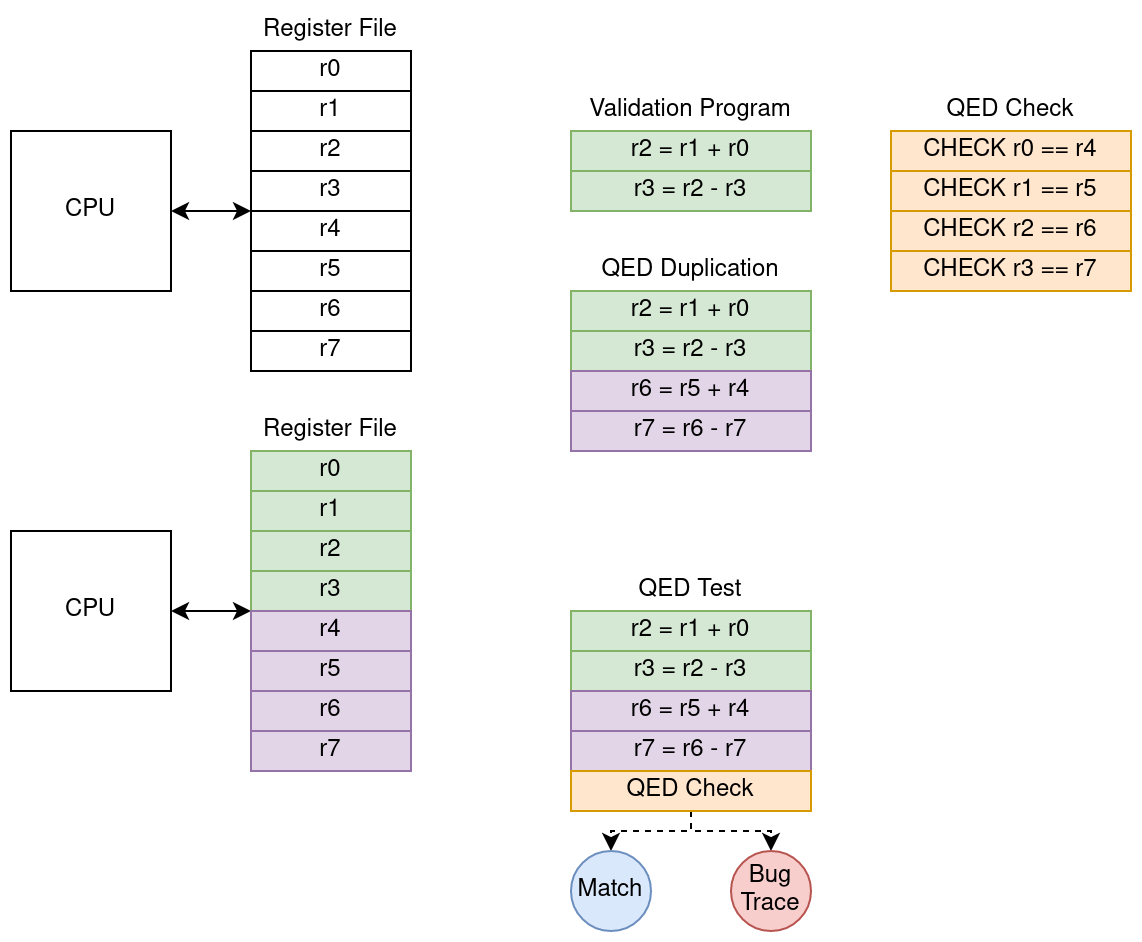 Register File
r0
r1
r2
r3
r4
r5
r6
r7
CPU
Validation Program
r2 = r1 + r0
r3 = r2 - r3
QED Check
CHECK r0 == r4
CHECK r1 == r5
CHECK r2 == r6
CHECK r3 == r7
QED Duplication
r2 = r1 + r0
r3 = r2 - r3
r6 = r5 + r4
r7 = r6 - r7
Register File
r0
r1
r2
r3
r4
r5
r6
r7
CPU
QED Test
r2 = r1 + r0
r3 = r2 - r3
r6 = r5 + r4
r7 = r6 - r7
QED Check
Match
Bug
Trace